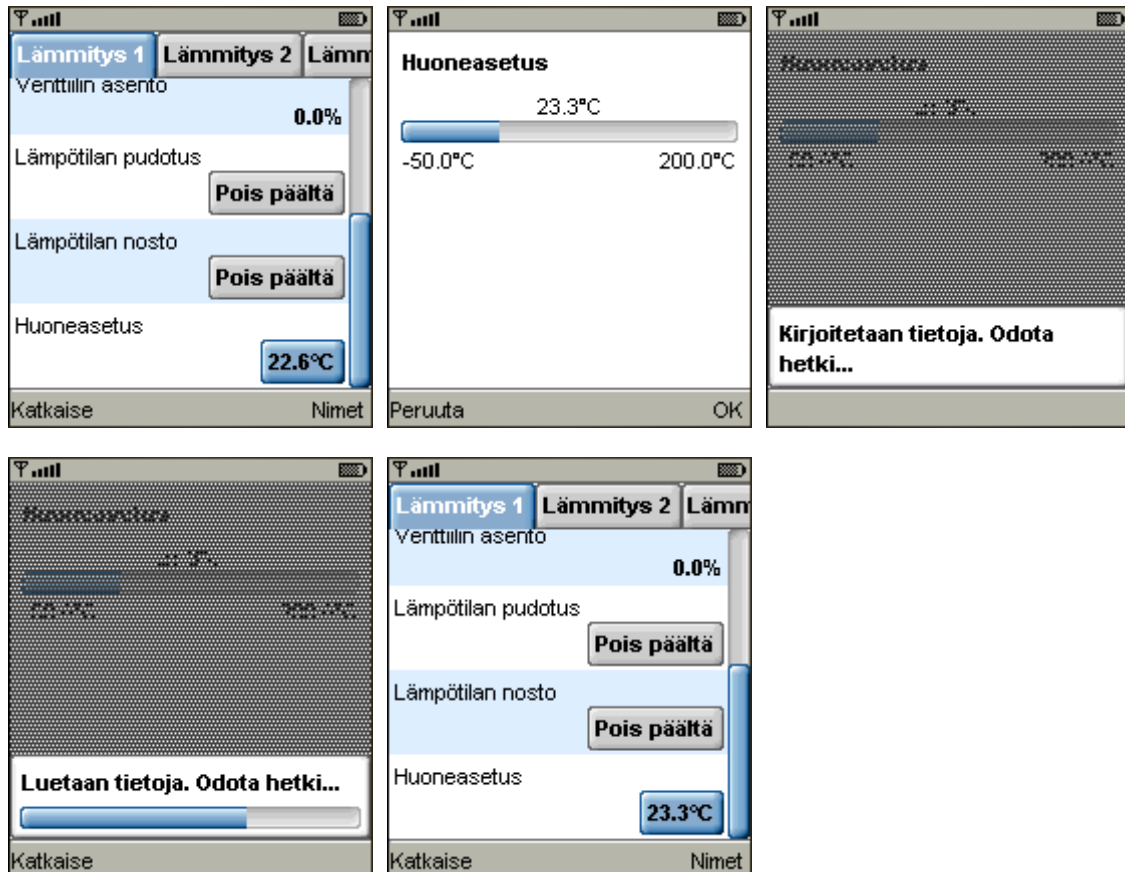 Lämmitys 1 Lämmitys 2 Lämm
Venttiilin asento
0.0%
Lämpötilan pudotus
Pois päältä
Lämpötilan nosto
Pois päältä
Huoneasetus
22.6°C
Katkaise Nimet
Huoneasetus
23.3°C
-50.0°C 200.0°C
Peruuta OK
Kirjoitetaan tietoja. Odota
hetki...
Luetaan tietoja. Odota hetki...
Katkaise
Lämmitys 1 Lämmitys 2 Lämm
Venttiilin asento
0.0%
Lämpötilan pudotus
Pois päältä
Lämpötilan nosto
Pois päältä
Huoneasetus
23.3°C
Katkaise Nimet